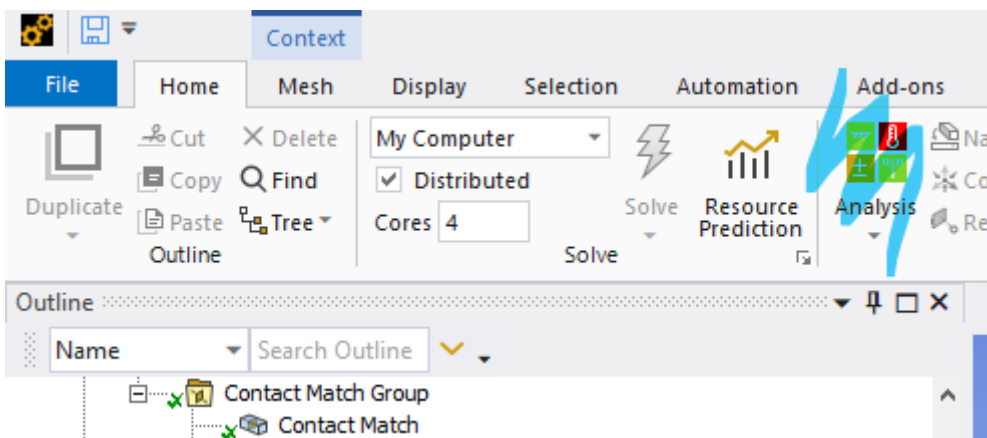 Context
File Home Mesh Display Selection Automation Add-ons
Cut Delete My Computer
Copy Find Distributed
Duplicate Paste Tree Cores 4 Solve Resource Prediction Analysis
Outline Solve
Outline
Name Search Outline
Contact Match Group
Contact Match